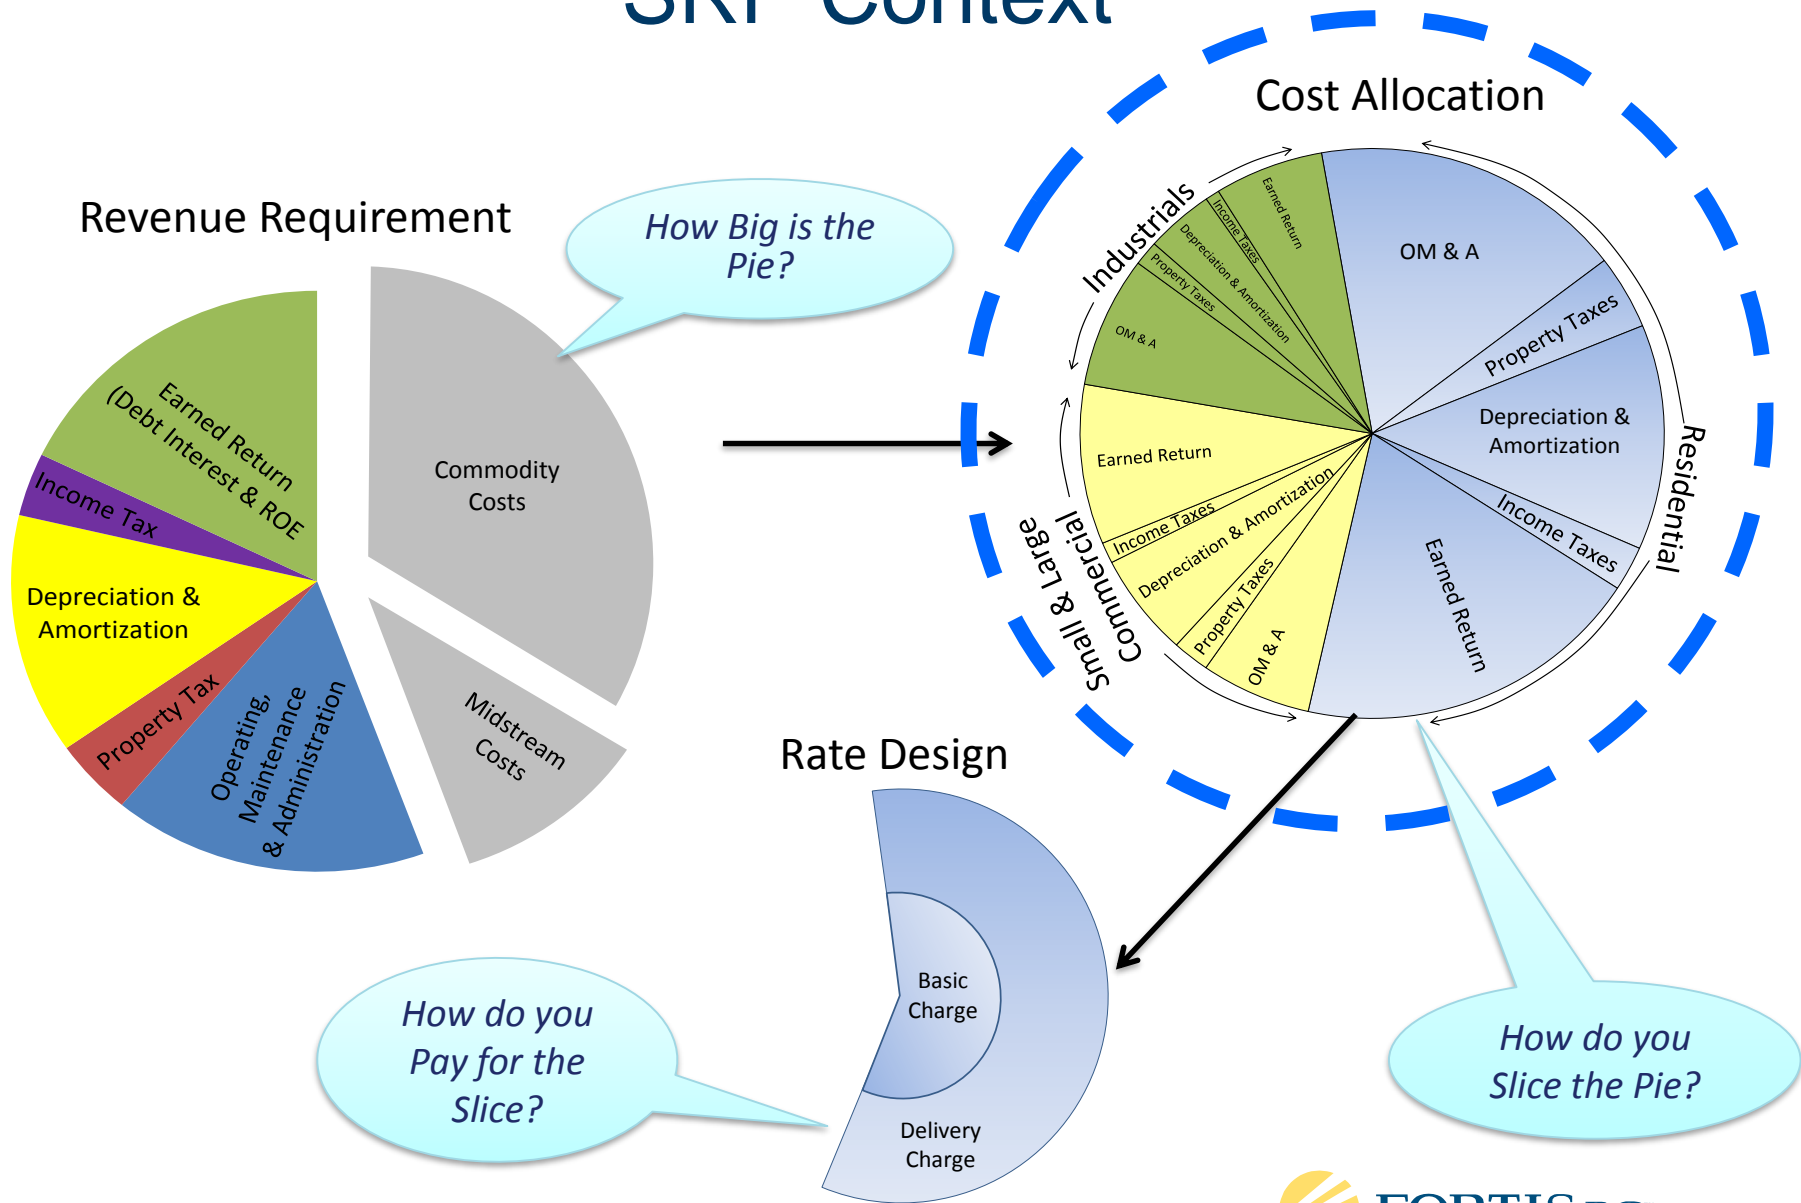 Context
Cost Allocation
Revenue Requirement
How Big is the
Pie?
Earned Return
(Debt Interest & ROE
Income Tax
Depreciation &
Amortization
Property Tax
Operating,
Maintenance
& Administration
Commodity
Costs
Midstream
Costs
Industrials
Earned Return
Income Taxes
Depreciation & Amortization
Property Taxes
OM & A
OM & A
Property Taxes
Depreciation &
Amortization
Income Taxes
Earned Return
Residential
Earned Return
Income Taxes
Depreciation & Amortization
Property Taxes
OM & A
Small & Large
Commercial
Rate Design
Basic
Charge
Delivery
Charge
How do you
Pay for the
Slice?
How do you
Slice the Pie?
FORTIS BC